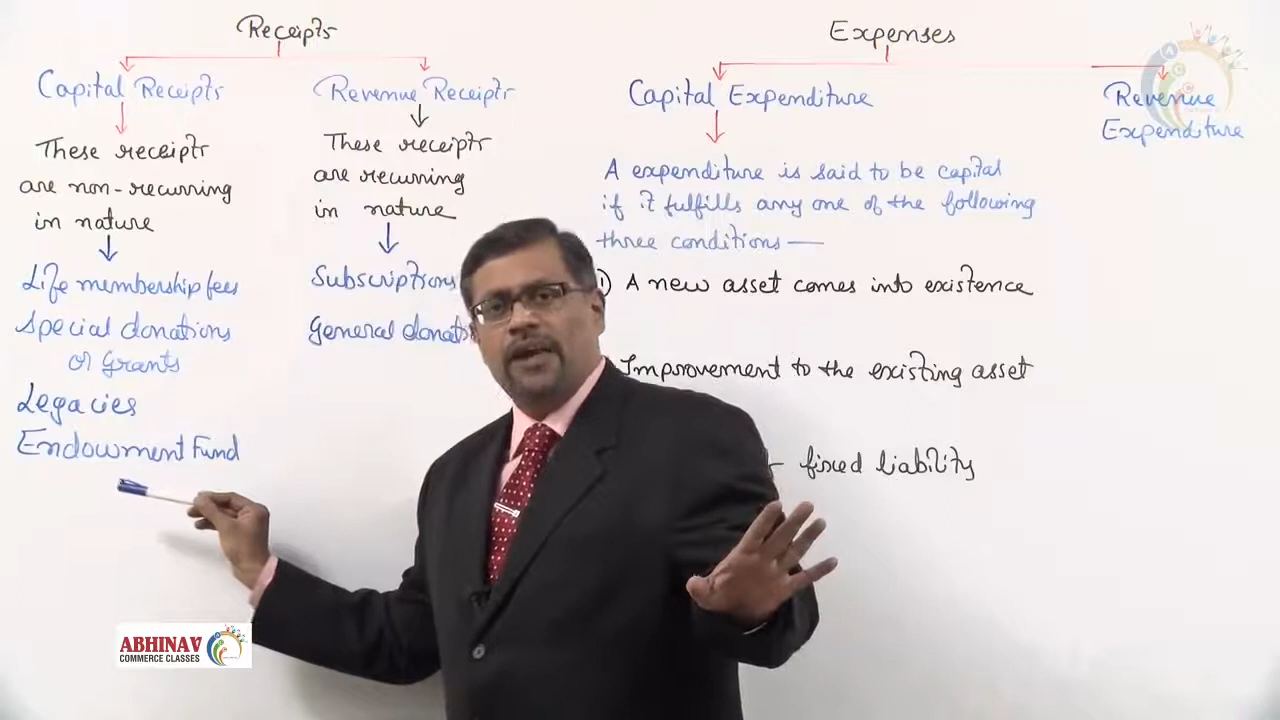 Receipts
Capital Receipts
These receipts
are non-recurring
in nature
Life membership fees
Special donations
or Grants
Legacies
Endowment Fund
Revenue Receipts
These receipts
are recurring
in nature
Subscriptions
General
Expenses
Capital Expenditure
A expenditure is said to be capital
if it fulfills any one of the following
three conditions —
1) A new asset comes into existence
Improvement to the existing asset
fixed liability
Revenue
Expenditure
ABHINAV
COMMERCE CLASSES